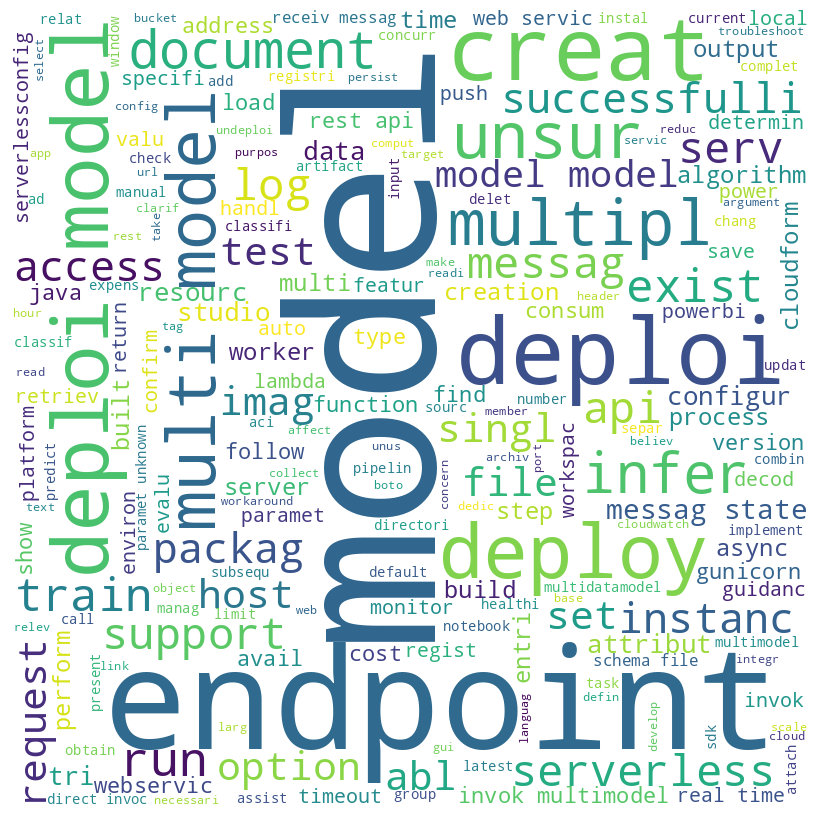 relat
bucket
concurr
receiv messag
time
web servic
instal
current
local
select
window
address
document
creat
troubleshoot
output
complet
model
specifi
add
registri
persist
push
successfulli
config
model
load
rest api
unsur
determin
servic
reduc
serverlessconfig
valu
undeploi
app
check
purpos
data
comput
target
input
model model
serv
algorithm
url
artifact
ad
manual
log
handl
delet
power
argument
clarif
take
classifi
multipl
chang
rest
test
model
access
expens
multi
featur
make
readi
messag
save
cloudform
java
resourc
creation
header
exist
hour
studio
auto
type
consum
powerbi
tag
deploi
classif
return
confirm
worker
deploi
updat
read
multi
lambda
find
number
configur
retriev
built
imag
function
sourc
member
api
process
aci
affect
singl
separ
platform
predict
paramet unknown
follow
unus
pipelin
concern
archiv
port
believ
workspac
version
combin
text
evalu
server
collect
boto
file
infer
decod
environ
workaround
paramet
directori
dedic
step
messag state
cloudwatch
implement
show
packag
deploy
async
gunicorn
subsequ
default
build
multidatamodel
guidanc
train
object
host
web
monitor
healthi
base
set
instanc
manag
limit
notebook
relev
call
support
entri
attribut
multimodel
request
perform
present
link
avail
cost
regist
schema file
integr
endpoint
task
defin
invok
obtain
run
larg
gui
languag
develop
sdk
scale
cloud
tri
webservic
option
abl
latest
serverless
attach
direct invoc
necessari
assist
timeout
group
invok multimodel
real time